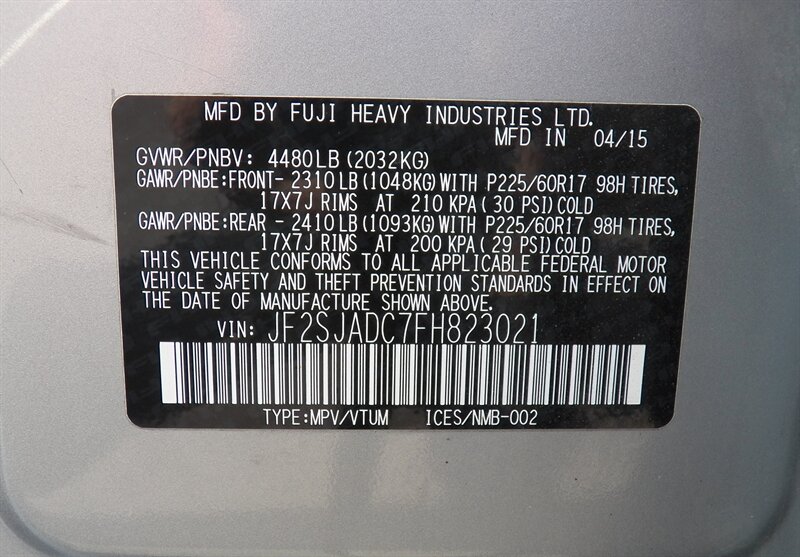 MFD BY FUJI HEAVY INDUSTRIES LTD.
MFD IN 04/15
GVWR/PNBV: 4480LB (2032KG)
GAWR/PNBE:FRONT- 2310LB (1048KG) WITH P225/60R17 98H TIRES,
17X7J RIMS AT 210 KPA ( 30 PSI) COLD
GAWR/PNBE:REAR - 2410LB (1093KG) WITH P225/60R17 98H TIRES,
17X7J RIMS AT 200 KPA ( 29 PSI) COLD
THIS VEHICLE CONFORMS TO ALL APPLICABLE FEDERAL MOTOR
VEHICLE SAFETY AND THEFT PREVENTION STANDARDS IN EFFECT ON
THE DATE OF MANUFACTURE SHOWN ABOVE.
VIN: JF2SJADC7FH823021
TYPE:MPV/VTUM ICES/NMB-002